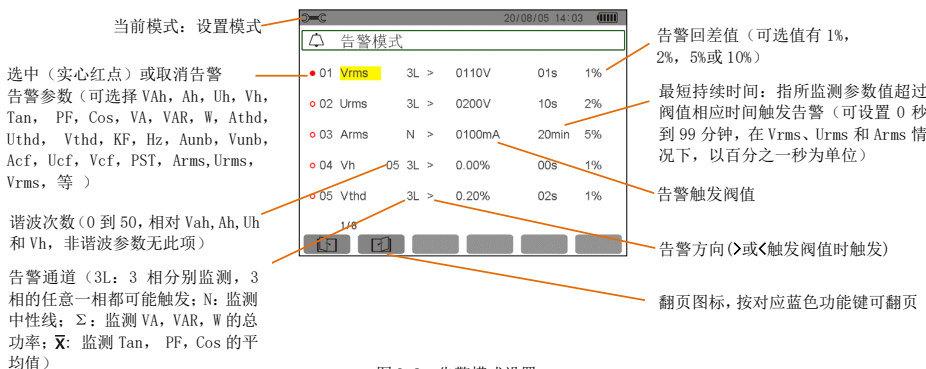 当前模式：设置模式
选中（实心红点）或取消告警
告警参数（可选择 VAh，Ah，Uh，Vh，
Tan， PF，Cos，VA，VAR，W，Athd，
Uthd， Vthd，KF，Hz，Aunb，Vunb，
Acf，Ucf，Vcf，PST，Arms,Urms，
Vrms，等 ）
谐波次数（0 到 50，相对 Vah,Ah,Uh
和 Vh，非谐波参数无此项）
告警通道（3L：3 相分别监测，3
相的任意一相都可能触发；N：监测
中性线；Σ：监测 VA，VAR，W 的总
功率；X̄：监测 Tan， PF，Cos 的平
均值）
20/08/05 14:03
告警模式
01 Vrms 3L > 0110V 01s 1%
02 Urms 3L > 0200V 10s 2%
03 Arms N > 0100mA 20min 5%
04 Vh 05 3L > 0.00% 00s 1%
05 Vthd 3L > 0.20% 02s 1%
1/8
告警回差值（可选值有 1%，
2%，5%或 10%）
最短持续时间：指所监测参数值超过
阀值相应时间触发告警（可设置 0 秒
到 99 分钟，在 Vrms、Urms 和 Arms 情
况下，以百分之一秒为单位）
告警触发阀值
告警方向(>或<触发阀值时触发)
翻页图标，按对应蓝色功能键可翻页